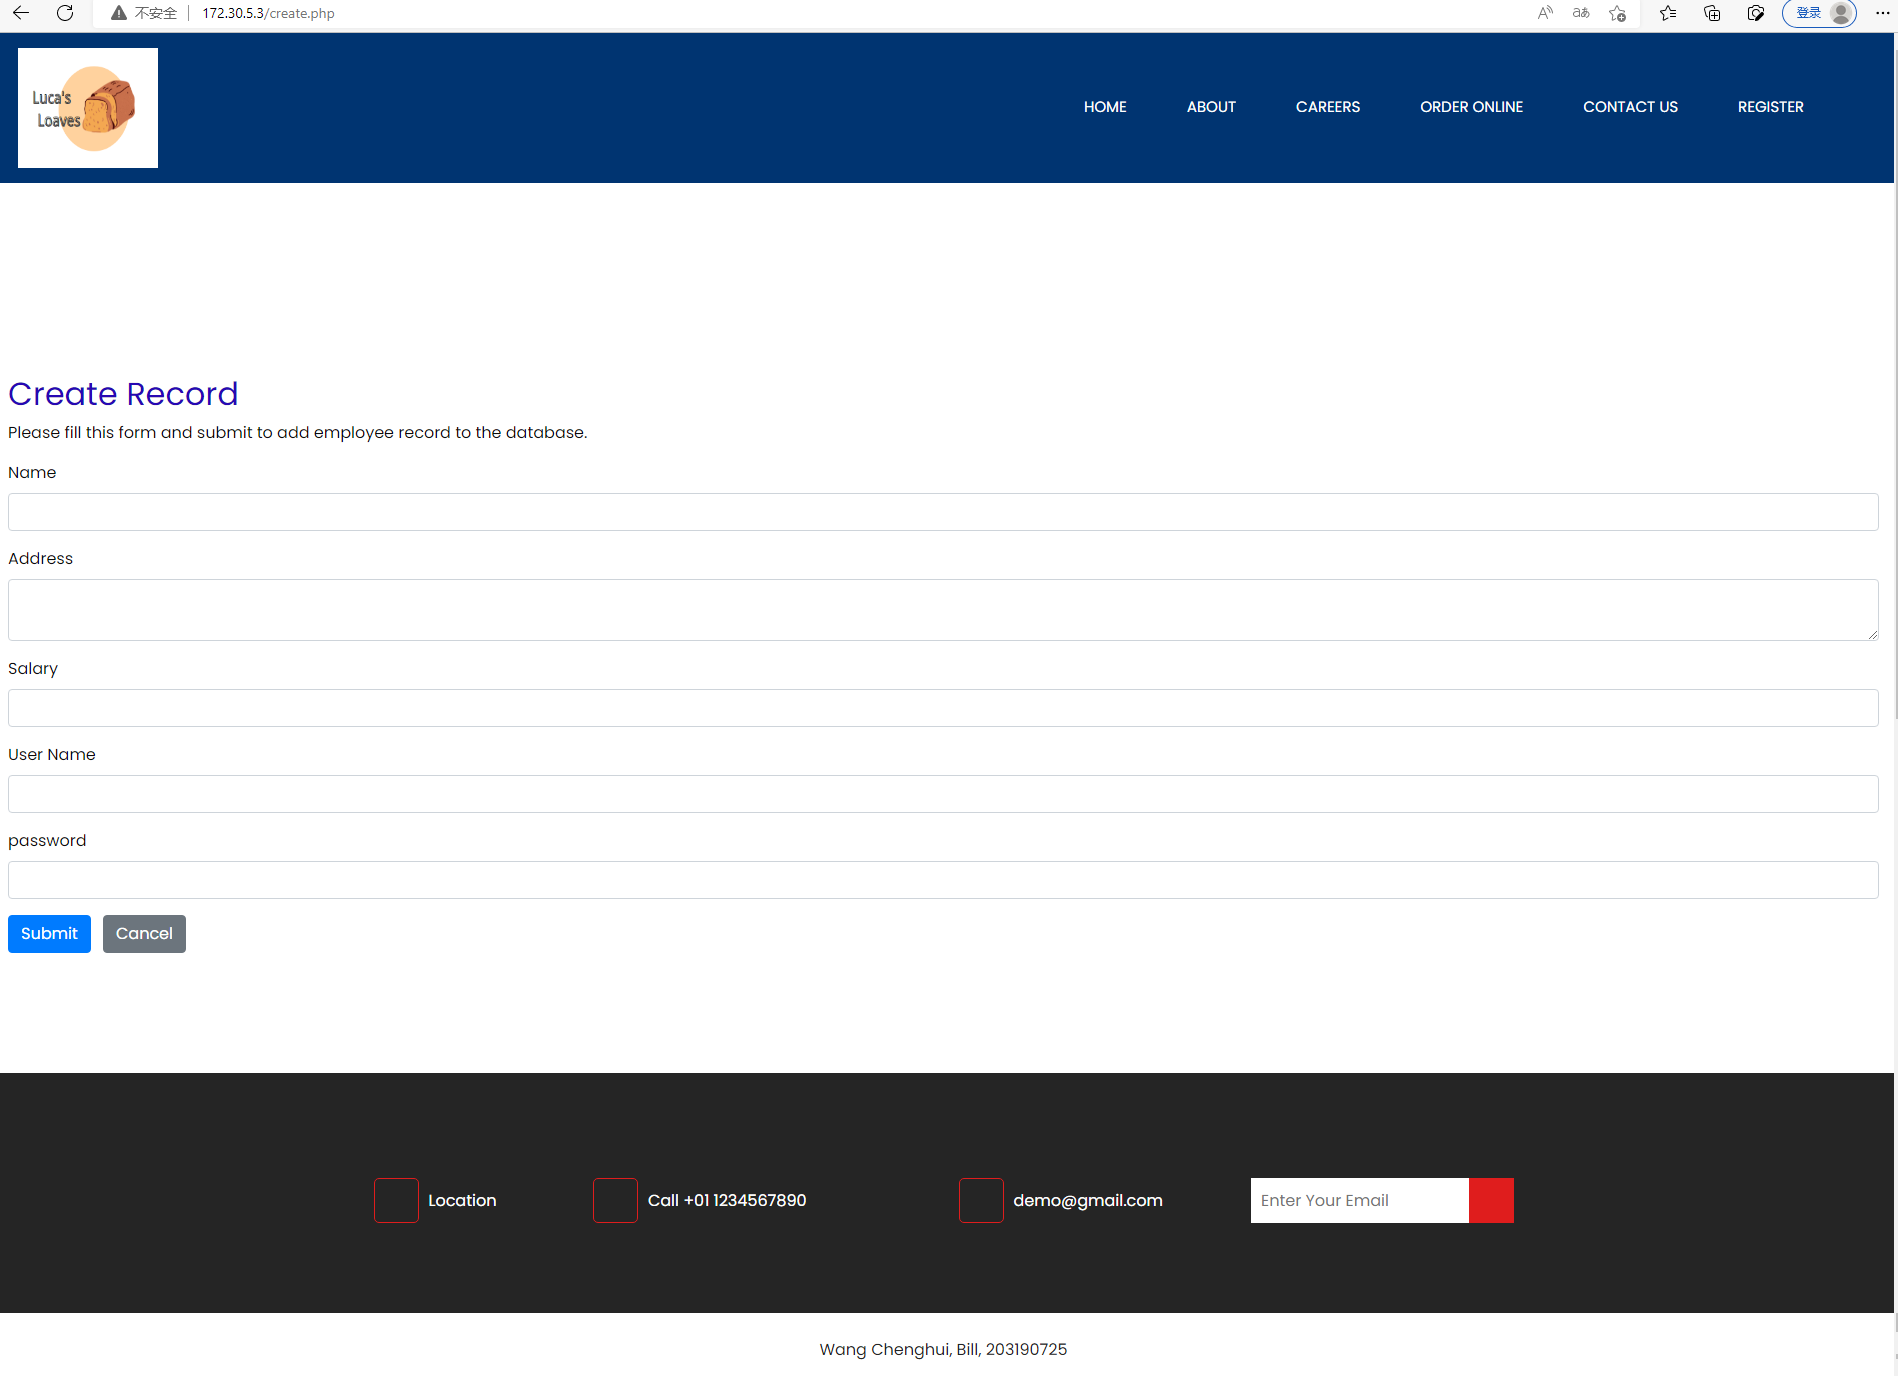 不安全 172.30.5.3/create.php 登录
Luca's
Loaves
HOME ABOUT CAREERS ORDER ONLINE CONTACT US REGISTER
Create Record
Please fill this form and submit to add employee record to the database.
Name
Address
Salary
User Name
password
Submit Cancel
Location Call +01 1234567890 demo@gmail.com Enter Your Email
Wang Chenghui, Bill, 203190725